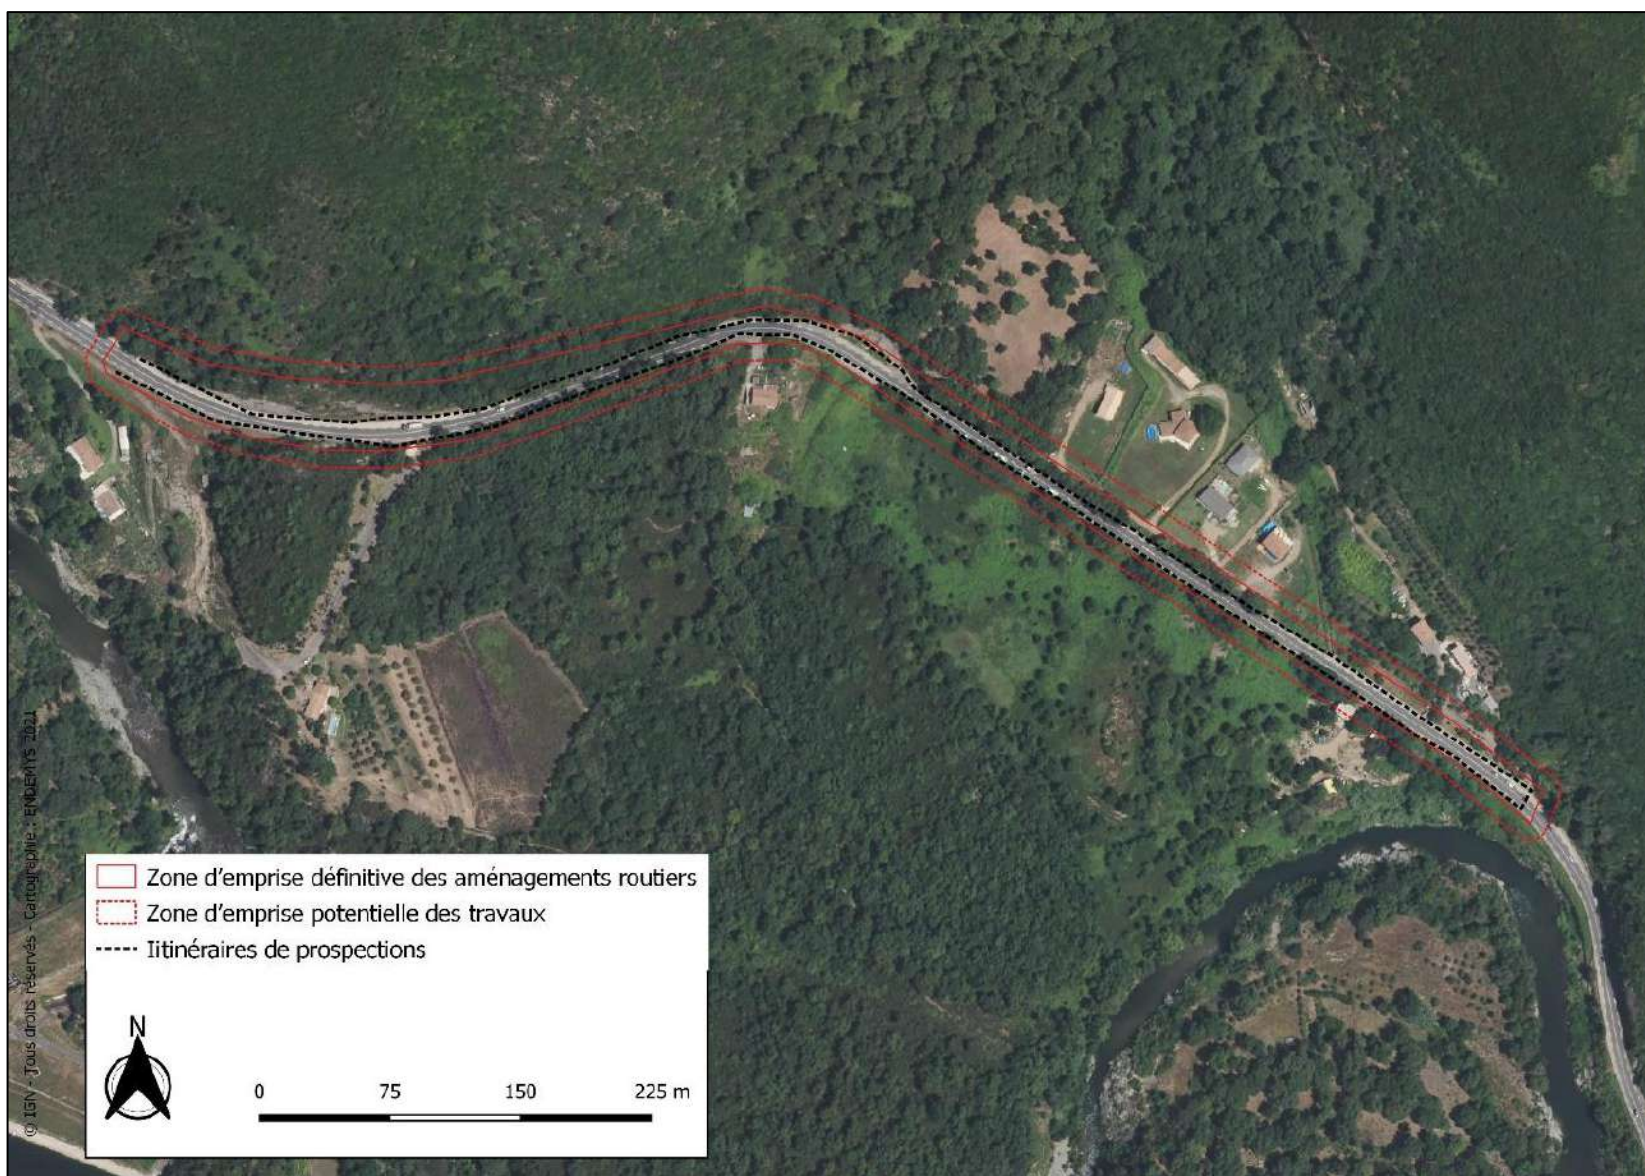 Zone d'emprise définitive des aménagements routiers
Zone d'emprise potentielle des travaux
Iitinéraires de prospections
N
0 75 150 225 m
© IGN - Tous droits réservés - Cartographie : ENDEMYS 2021